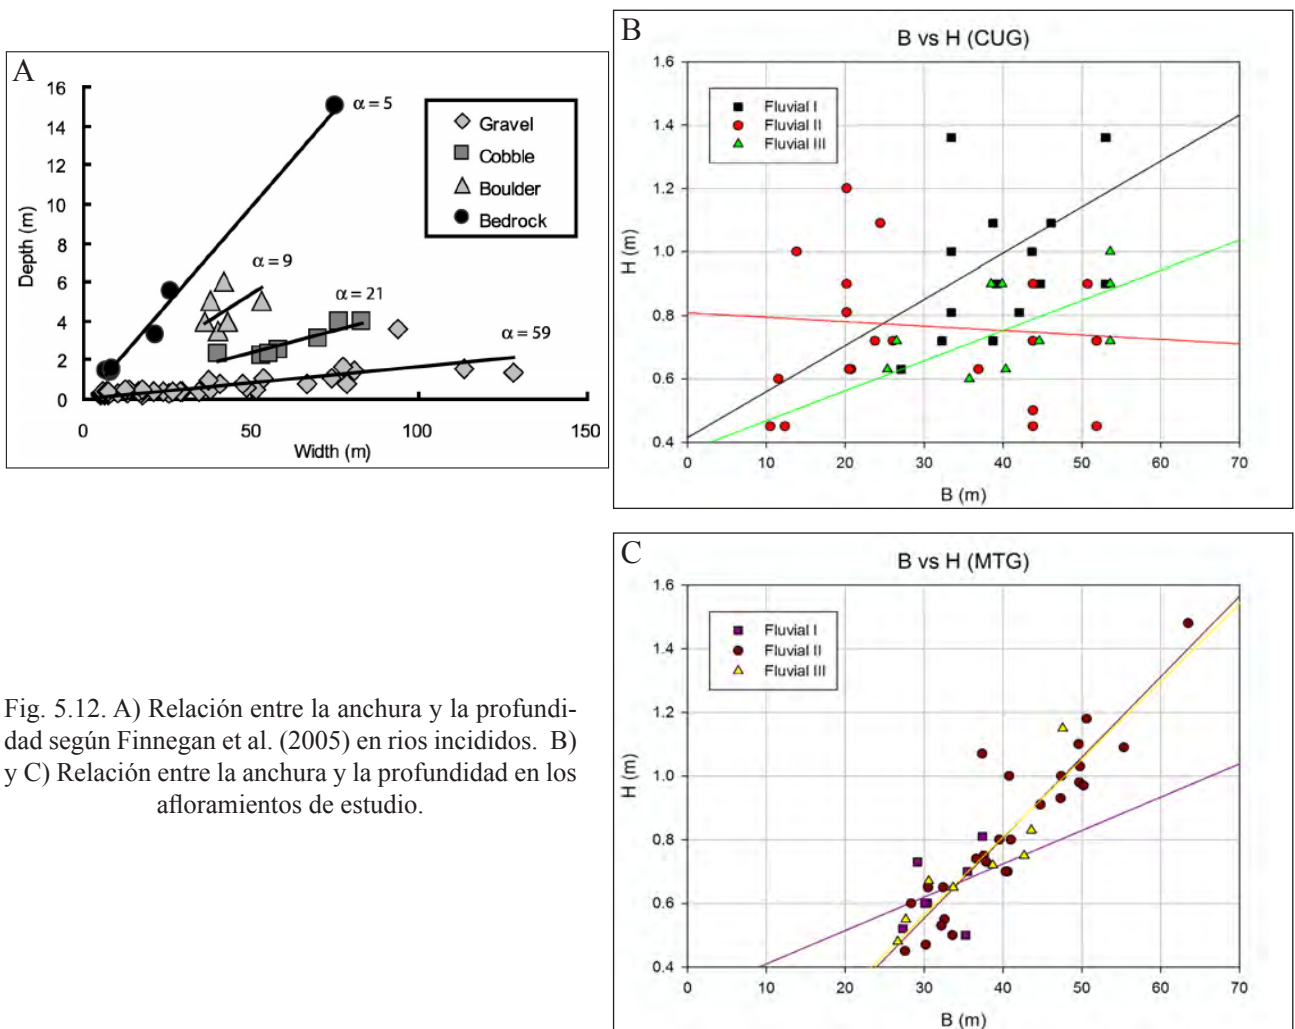 A
16
14
12
10
8
6
4
2
0
0
50
100
150
Depth (m)
Width (m)
α = 5
α = 9
α = 21
α = 59
Gravel
Cobble
Boulder
Bedrock
B
B vs H (CUG)
1.6
1.4
1.2
1.0
0.8
0.6
0.4
0
10
20
30
40
50
60
70
H (m)
B (m)
Fluvial I
Fluvial II
Fluvial III
C
B vs H (MTG)
1.6
1.4
1.2
1.0
0.8
0.6
0.4
0
10
20
30
40
50
60
70
H (m)
B (m)
Fluvial I
Fluvial II
Fluvial III
Fig. 5.12. A) Relación entre la anchura y la profundi-
dad según Finnegan et al. (2005) en rios incididos. B)
y C) Relación entre la anchura y la profundidad en los
afloramientos de estudio.